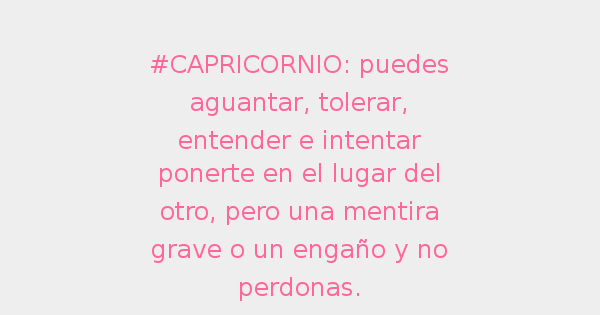 #CAPRICORNIO: puedes
aguantar, tolerar,
entender e intentar
ponerte en el lugar del
otro, pero una mentira
grave o un engaño y no
perdonas.